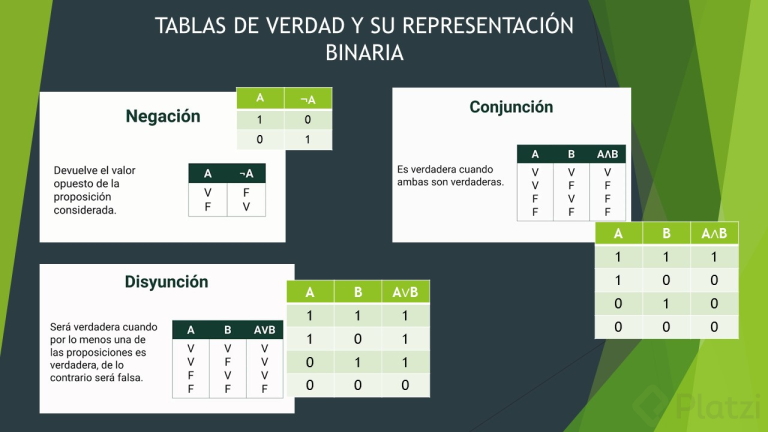 TABLAS DE VERDAD Y SU REPRESENTACIÓN
BINARIA
Negación
A ¬A
1 0
0 1
Devuelve el valor
opuesto de la
proposición
considerada.
A ¬A
V F
F V
Conjunción
Es verdadera cuando
ambas son verdaderas.
A B A∧B
V V V
V F F
F V F
F F F
A B A∧B
1 1 1
1 0 0
0 1 0
0 0 0
Disyunción
Será verdadera cuando
por lo menos una de
las proposiciones es
verdadera, de lo
contrario será falsa.
A B A∨B
V V V
V F V
F V V
F F F
A B A∨B
1 1 1
1 0 1
0 1 1
0 0 0
Platzi